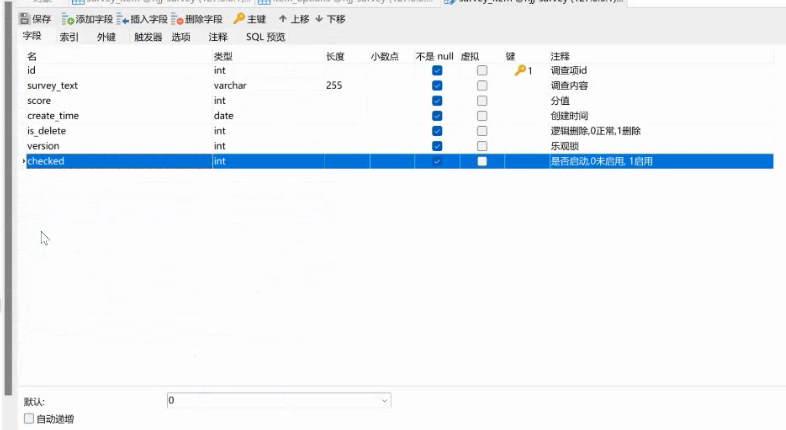 保存 添加字段 插入字段 删除字段 主键 上移 下移
字段 索引 外键 触发器 选项 注释 SQL 预览
名 类型 长度 小数点 不是 null 虚拟 键 注释
id int 1 调查项id
survey_text varchar 255 调查内容
score int 分值
create_time date 创建时间
is_delete int 逻辑删除,0正常,1删除
version int 乐观锁
checked int 是否启动,0未启用, 1启用
默认: 0
自动递增